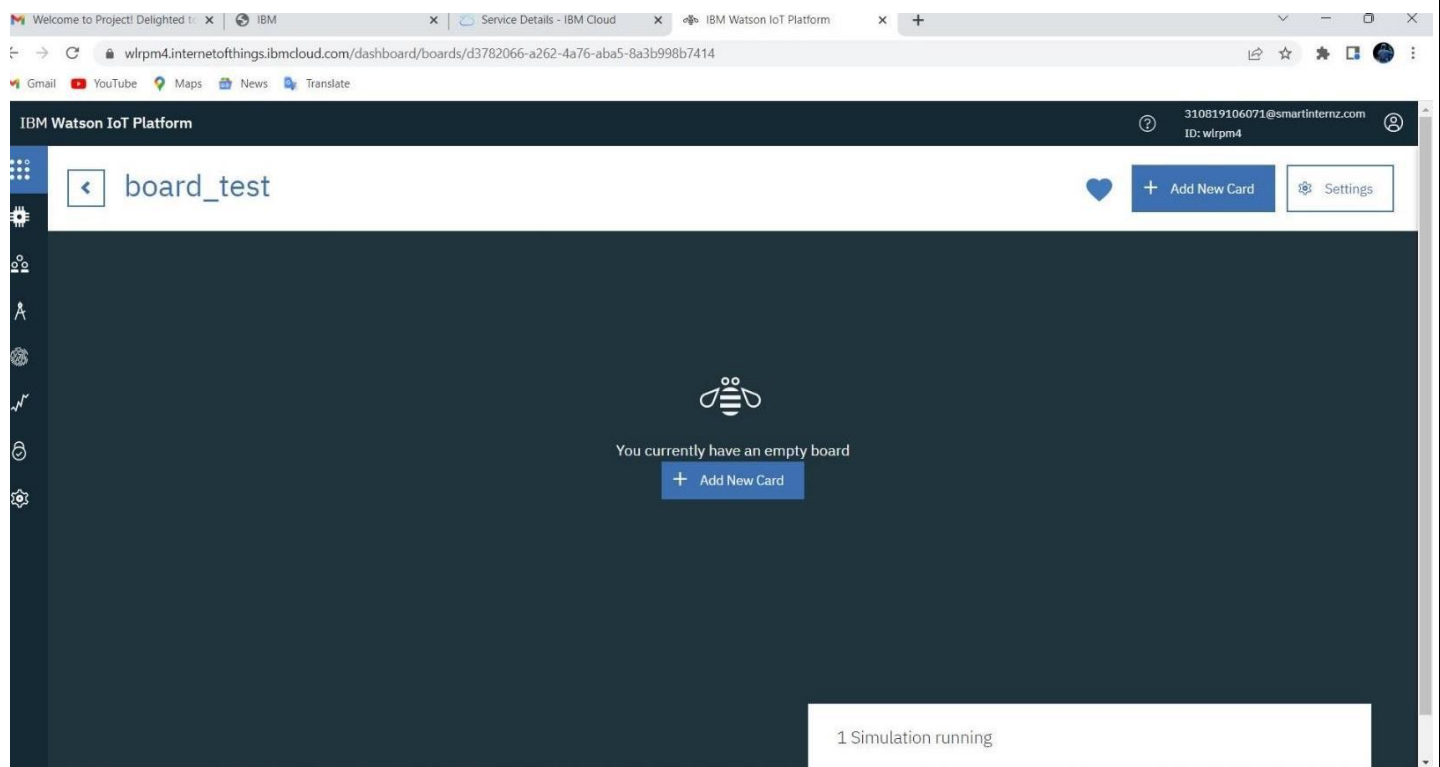 Welcome to Project! Delighted to
IBM
Service Details - IBM Cloud
IBM Watson IoT Platform
wlrpm4.internetofthings.ibmcloud.com/dashboard/boards/d3782066-a262-4a76-aba5-8a3b998b7414
Gmail YouTube Maps News Translate
IBM Watson IoT Platform
310819106071@smartinternz.com
ID: wlrpm4
board_test
Add New Card
Settings
You currently have an empty board
Add New Card
1 Simulation running